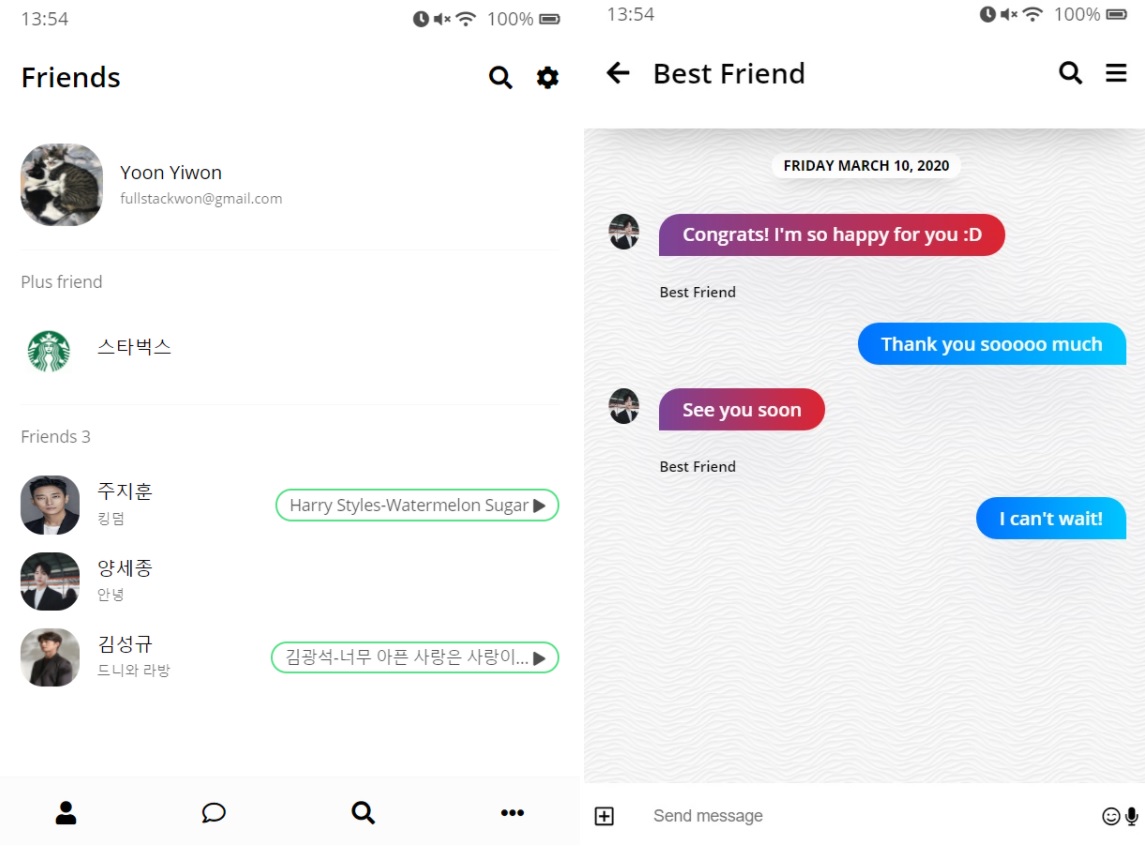 13:54
100%
Friends
Yoon Yiwon
fullstackwon@gmail.com
Plus friend
스타벅스
Friends 3
주지훈
킹덤
Harry Styles-Watermelon Sugar
양세종
안녕
김성규
드니와 라방
김광석-너무 아픈 사랑은 사랑이...
13:54
100%
Best Friend
FRIDAY MARCH 10, 2020
Congrats! I'm so happy for you :D
Best Friend
Thank you sooooo much
See you soon
Best Friend
I can't wait!
Send message